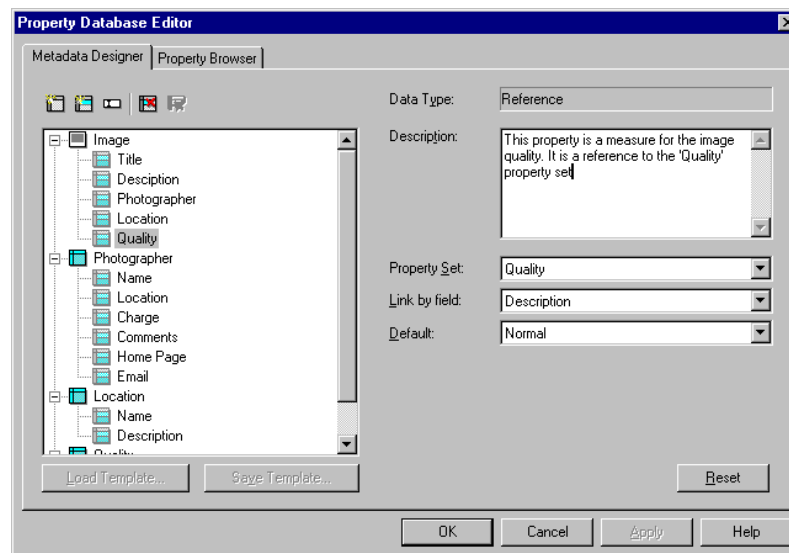 Property Database Editor
Metadata Designer
Property Browser
Data Type:
Reference
Description:
This property is a measure for the image
quality. It is a reference to the 'Quality'
property set
Image
Title
Desciption
Photographer
Location
Quality
Photographer
Name
Location
Charge
Comments
Home Page
Email
Location
Name
Description
Quality
Property Set:
Quality
Link by field:
Description
Default:
Normal
Load Template...
Save Template...
Reset
OK
Cancel
Apply
Help